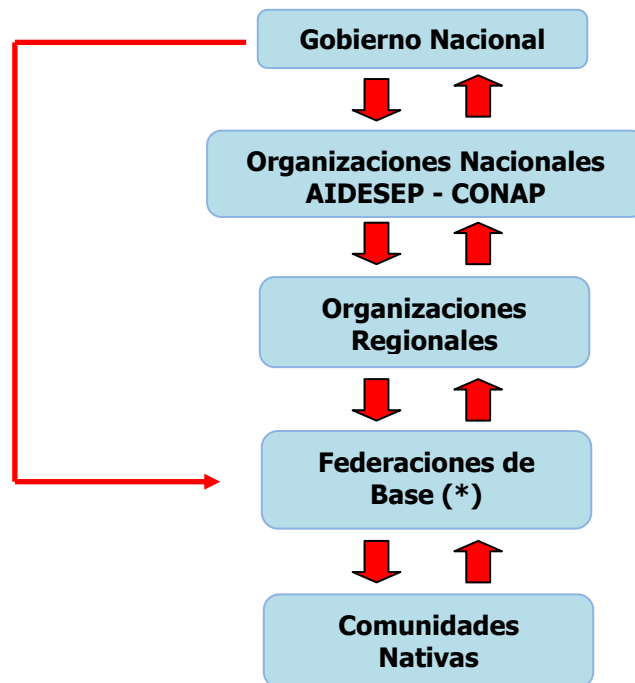 Gobierno Nacional
Organizaciones Nacionales
AIDESEP - CONAP
Organizaciones
Regionales
Federaciones de
Base (*)
Comunidades
Nativas